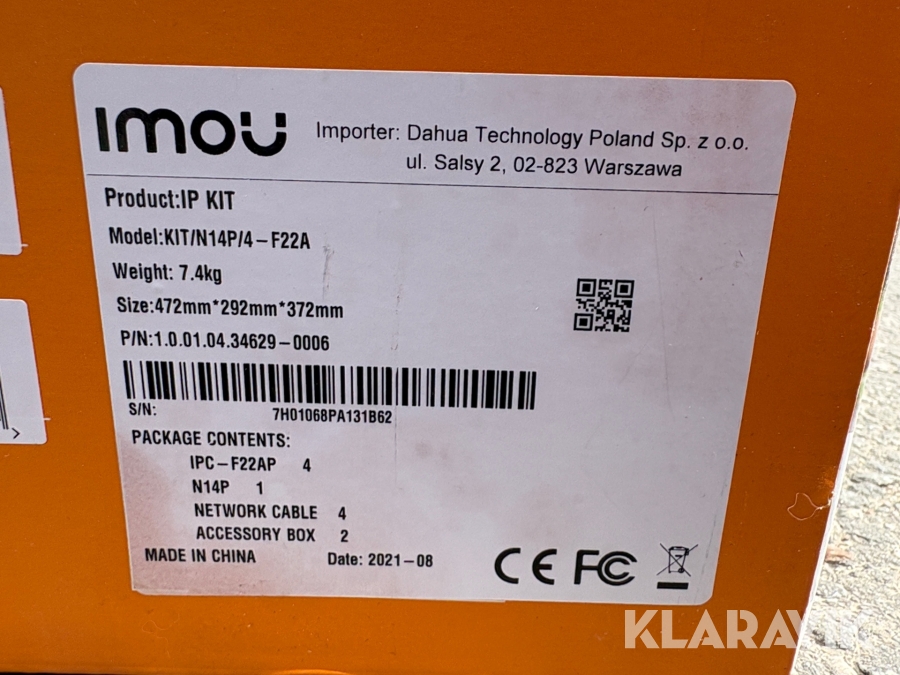 imou
Importer: Dahua Technology Poland Sp. z o.o.
ul. Salsy 2, 02-823 Warszawa
Product:IP KIT
Model:KIT/N14P/4-F22A
Weight: 7.4kg
Size:472mm*292mm*372mm
P/N:1.0.01.04.34629-0006
S/N: 7H01068PA131B62
PACKAGE CONTENTS:
IPC-F22AP 4
N14P 1
NETWORK CABLE 4
ACCESSORY BOX 2
MADE IN CHINA Date: 2021-08
CE FC
KLARAVIK